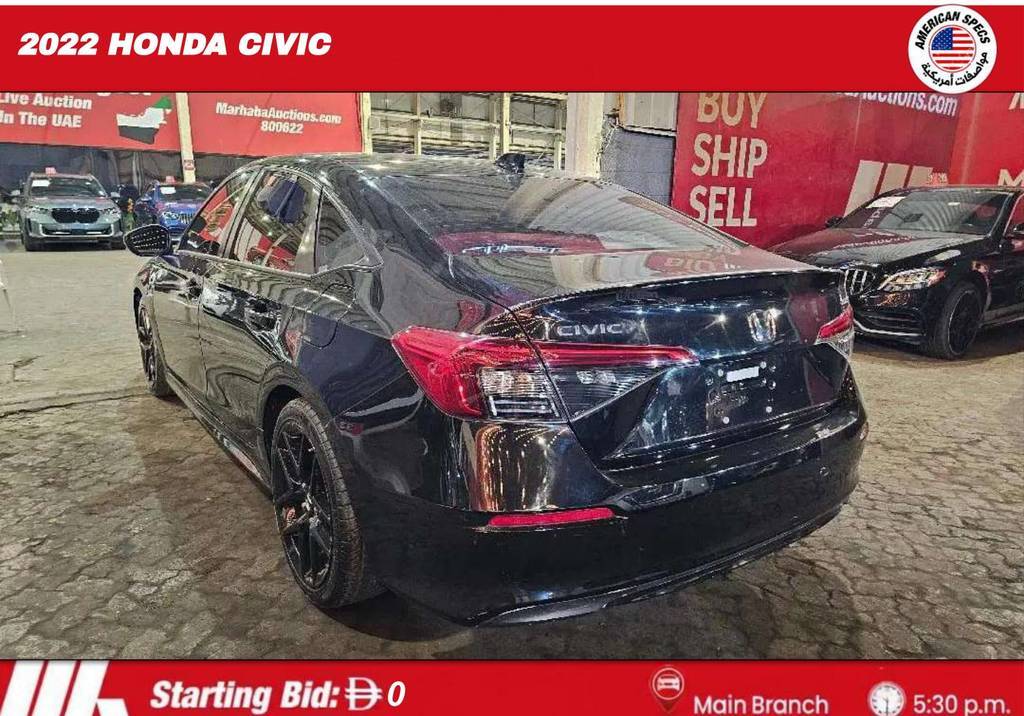 2022 HONDA CIVIC
AMERICAN SPECS
مواصفات أمريكية
Live Auction
In The UAE
MarhabaAuctions.com
800622
BUY
SHIP
SELL
Auctions.com
CIVIC
Starting Bid: 0
Main Branch
5:30 p.m.